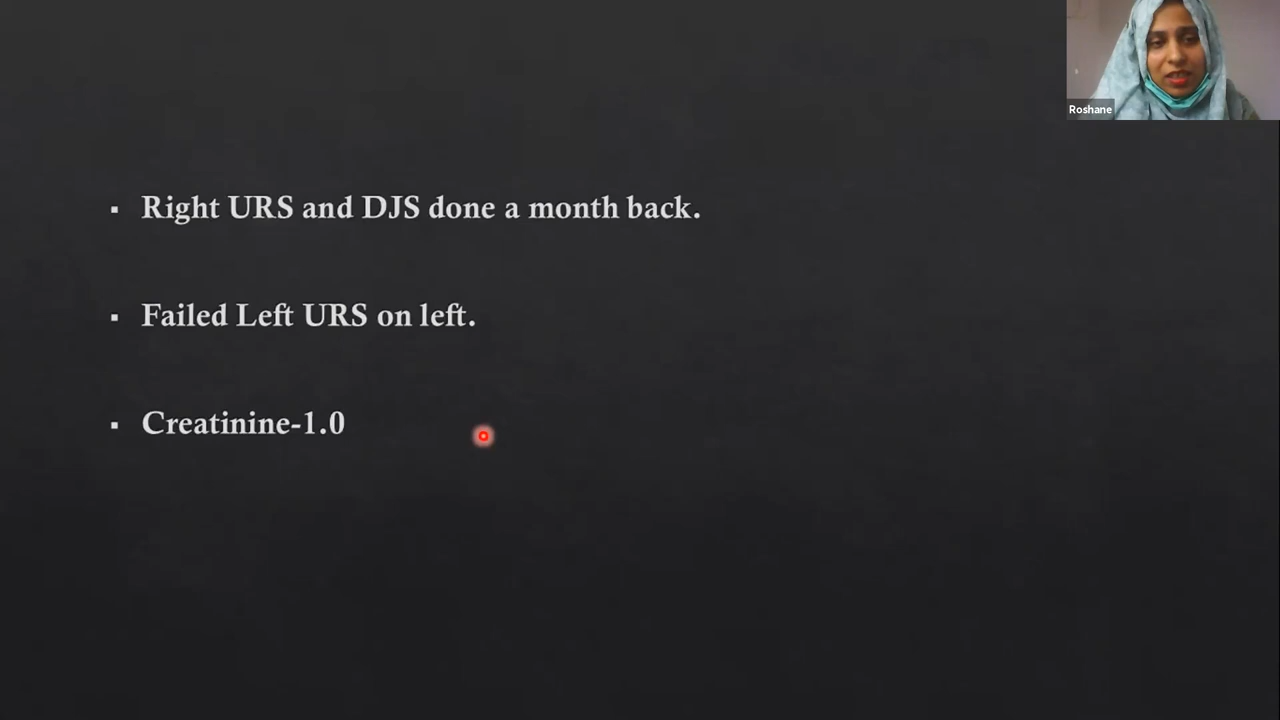 Roshane
▪ Right URS and DJS done a month back.
▪ Failed Left URS on left.
▪ Creatinine-1.0